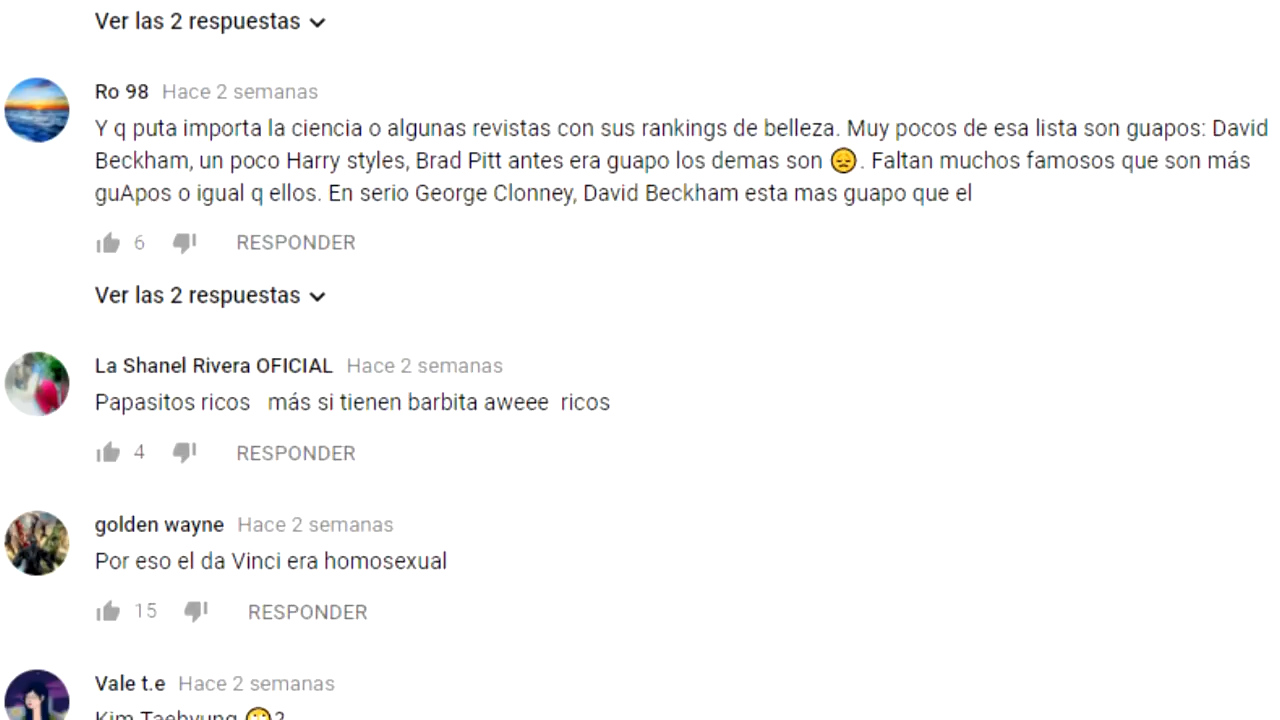 Ver las 2 respuestas
Ro 98 Hace 2 semanas
Y q puta importa la ciencia o algunas revistas con sus rankings de belleza. Muy pocos de esa lista son guapos: David
Beckham, un poco Harry styles, Brad Pitt antes era guapo los demas son 😞. Faltan muchos famosos que son más
guApos o igual q ellos. En serio George Clonney, David Beckham esta mas guapo que el
6 RESPONDER
Ver las 2 respuestas
La Shanel Rivera OFICIAL Hace 2 semanas
Papasitos ricos más si tienen barbita aweee ricos
4 RESPONDER
golden wayne Hace 2 semanas
Por eso el da Vinci era homosexual
15 RESPONDER
Vale t.e Hace 2 semanas
Kim Taehyung 🙄?